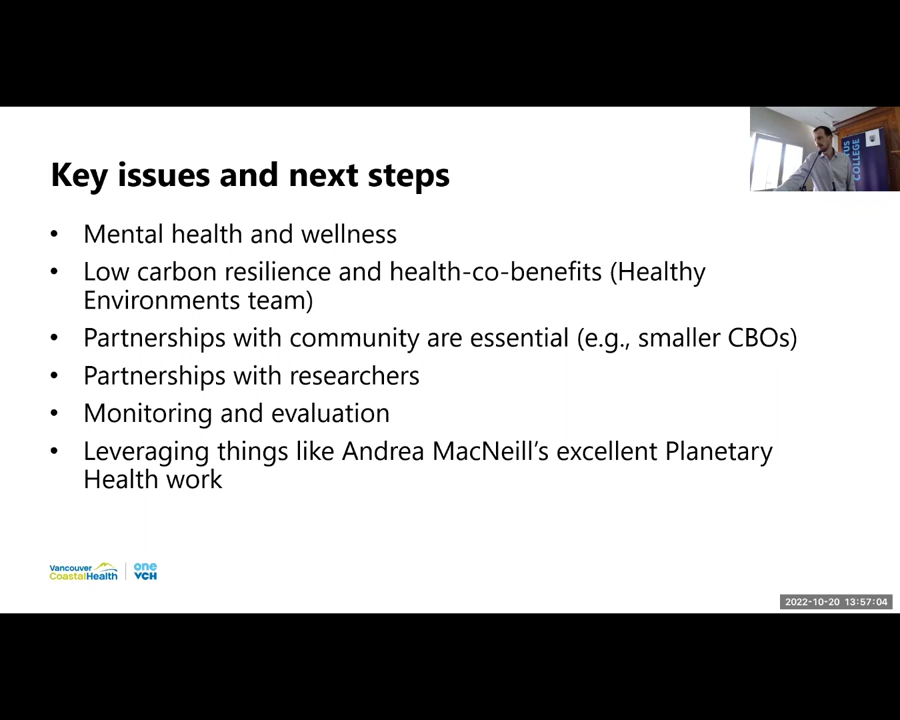 Key issues and next steps
• Mental health and wellness
• Low carbon resilience and health-co-benefits (Healthy
Environments team)
• Partnerships with community are essential (e.g., smaller CBOs)
• Partnerships with researchers
• Monitoring and evaluation
• Leveraging things like Andrea MacNeill’s excellent Planetary
Health work
COLLEGE
Vancouver
CoastalHealth
one
VCH
2022-10-20 13:57:04